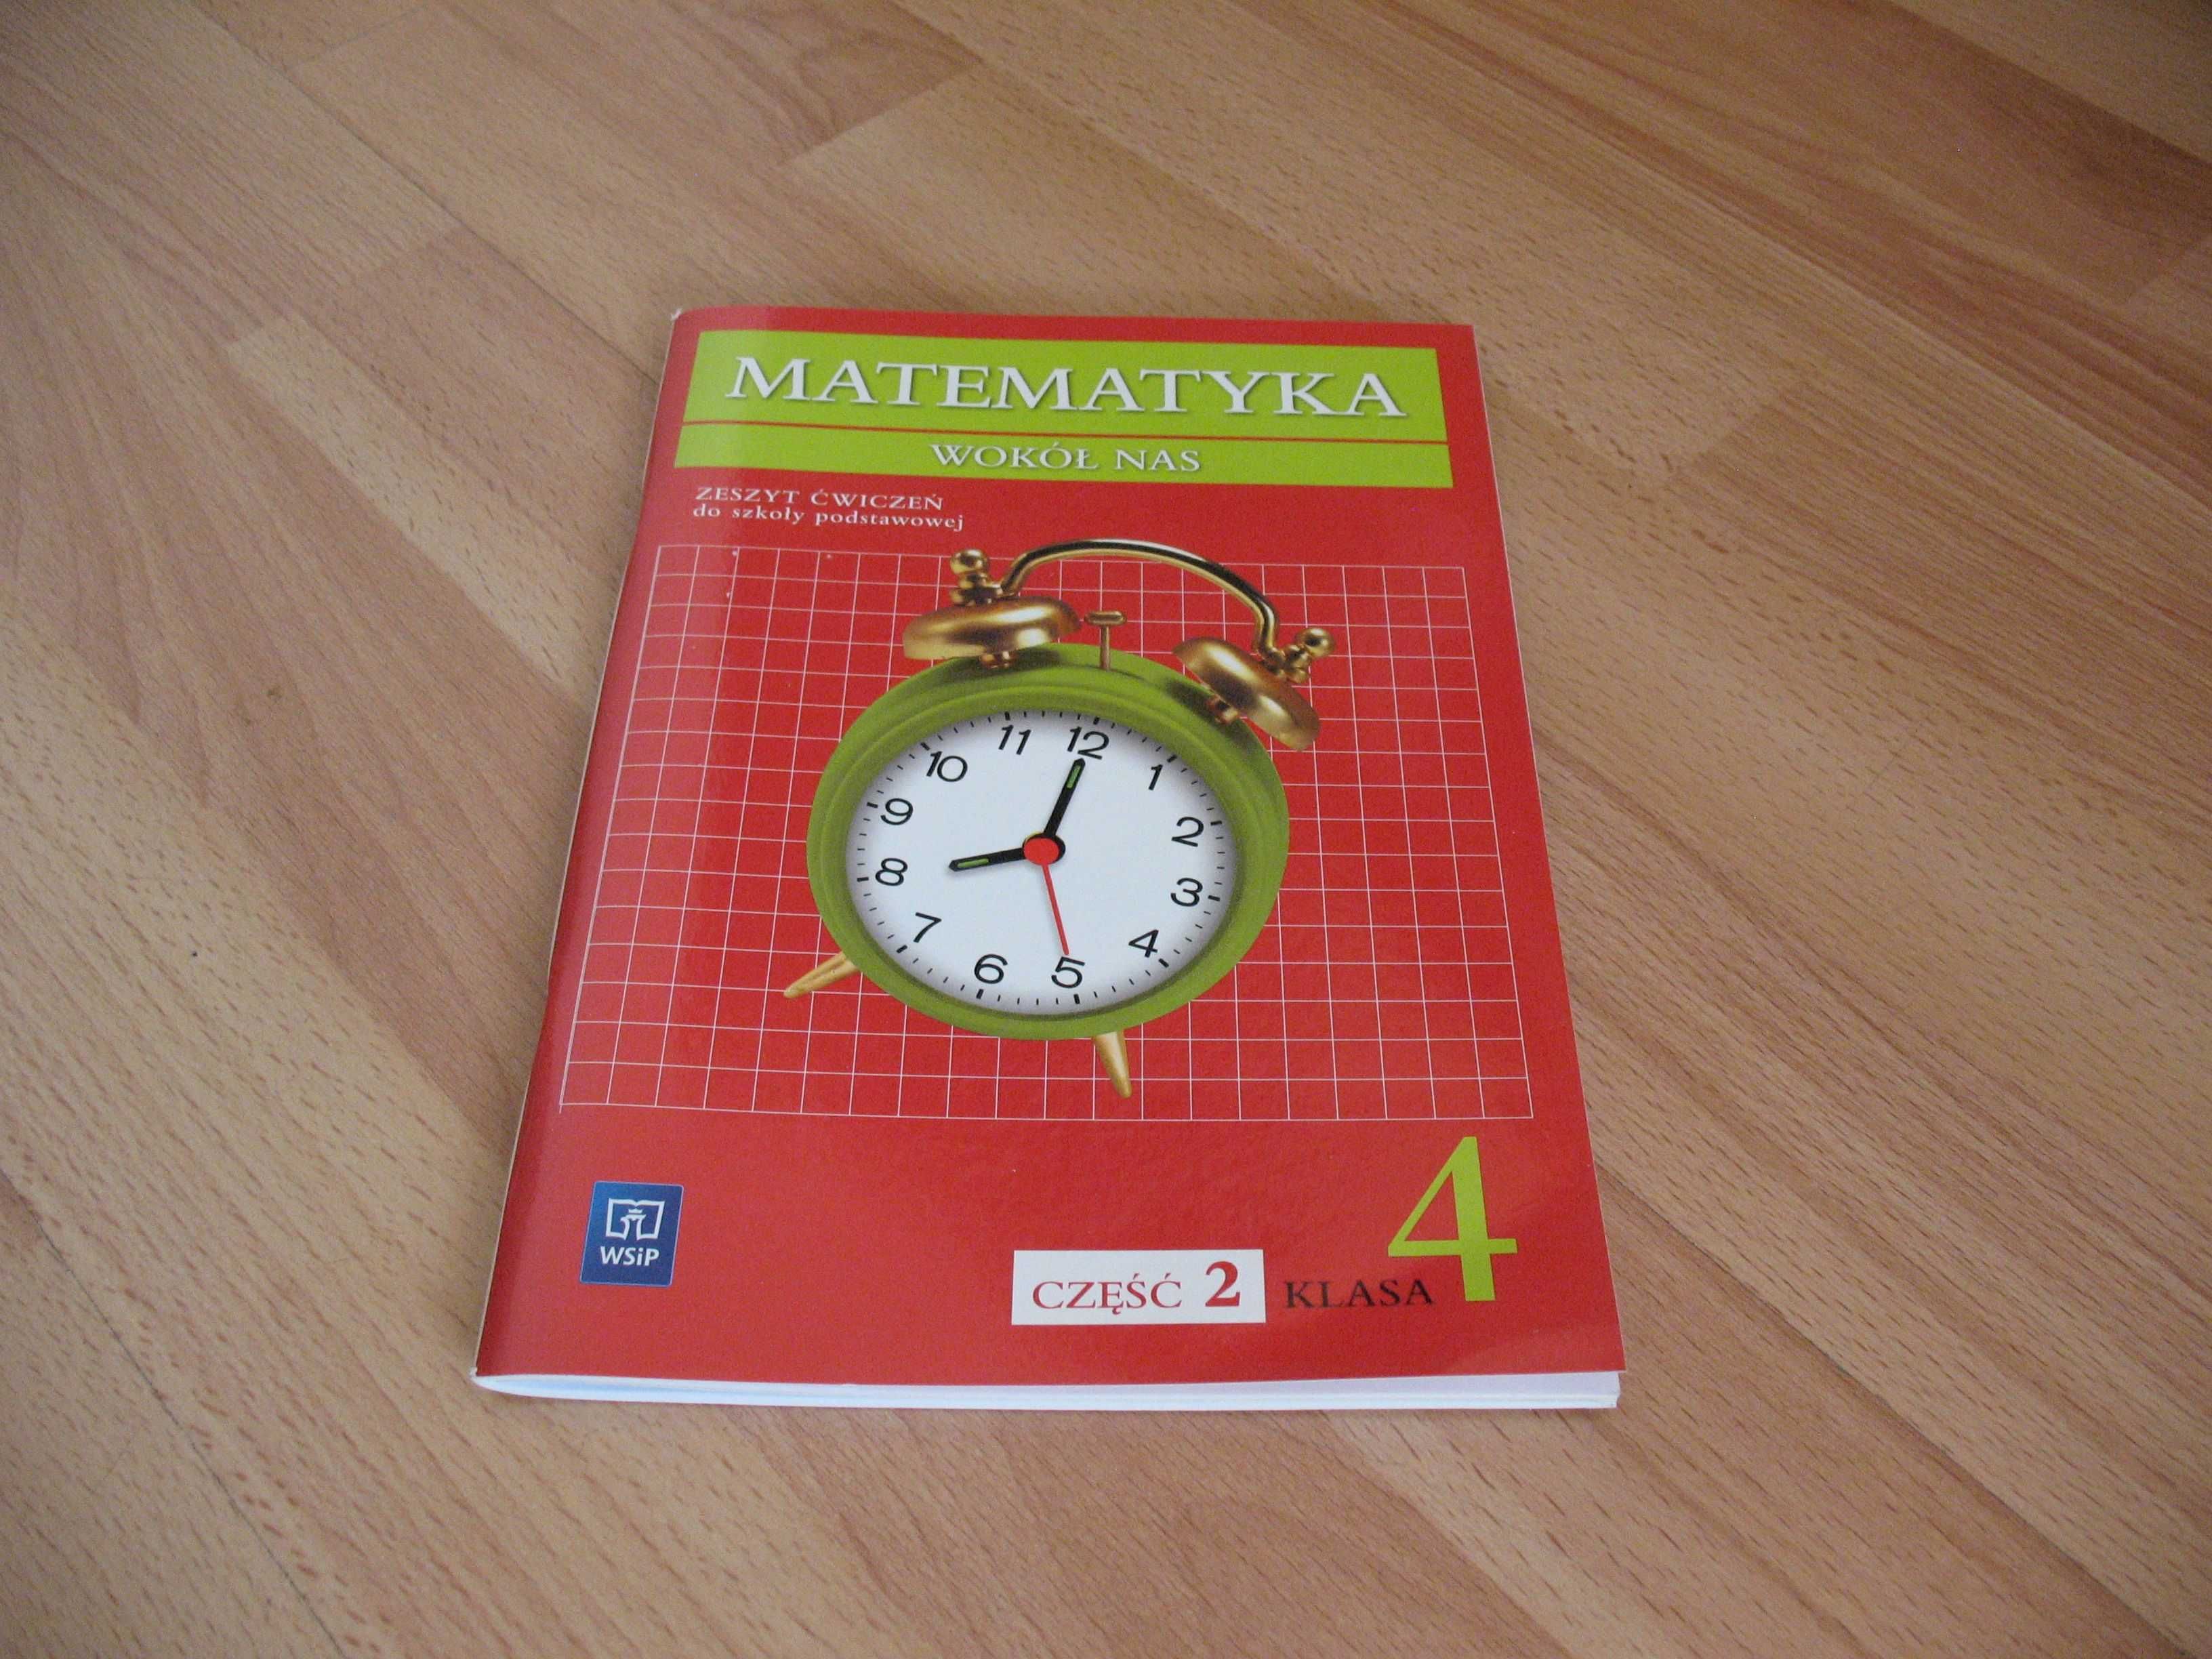 MATEMATYKA
WOKÓŁ NAS
ZESZYT ĆWICZEŃ
do szkoły podstawowej
11 12 1
10
9 2
8 3
7 4
6 5
WSiP
CZĘŚĆ 2 KLASA 4